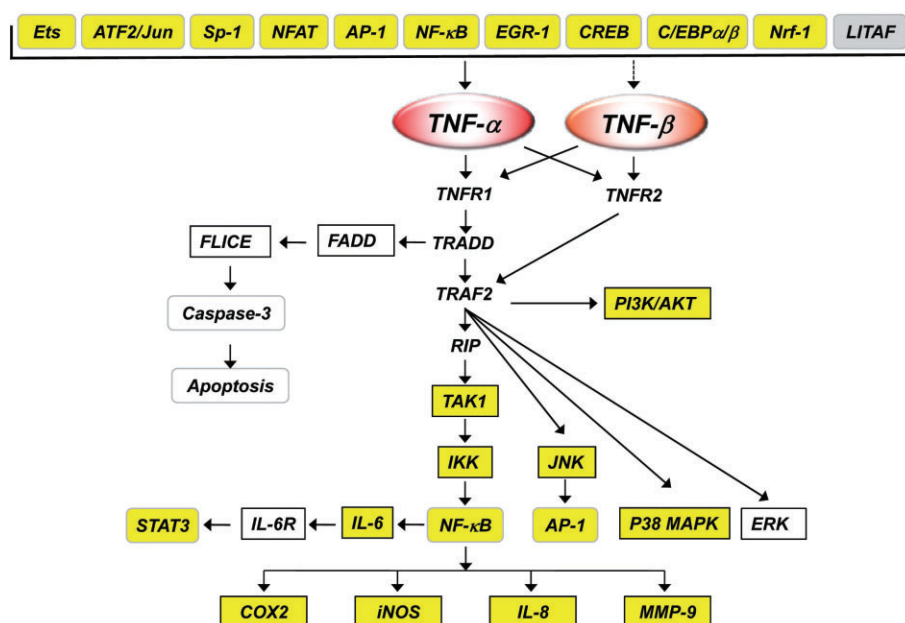 Ets ATF2/Jun Sp-1 NFAT AP-1 NF-κB EGR-1 CREB C/EBPα/β Nrf-1 LITAF
TNF-α TNF-β
TNFR1 TNFR2
FLICE FADD TRADD
TRAF2 PI3K/AKT
Caspase-3
RIP
Apoptosis
TAK1
IKK JNK
STAT3 IL-6R IL-6 NF-κB AP-1 P38 MAPK ERK
COX2 iNOS IL-8 MMP-9